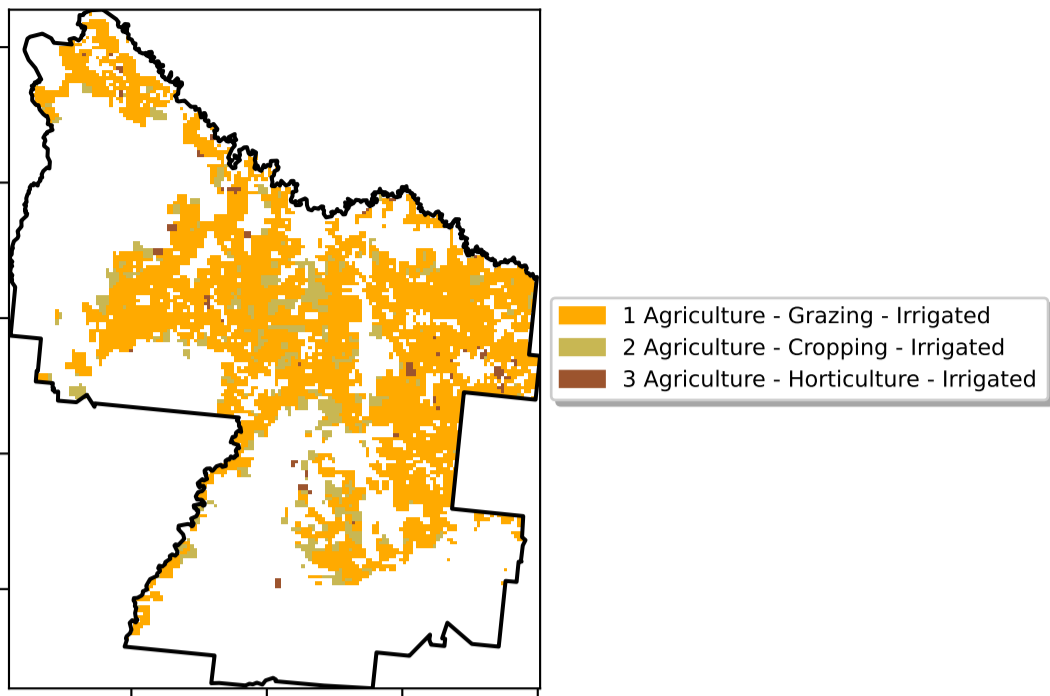 1 Agriculture - Grazing - Irrigated
2 Agriculture - Cropping - Irrigated
3 Agriculture - Horticulture - Irrigated